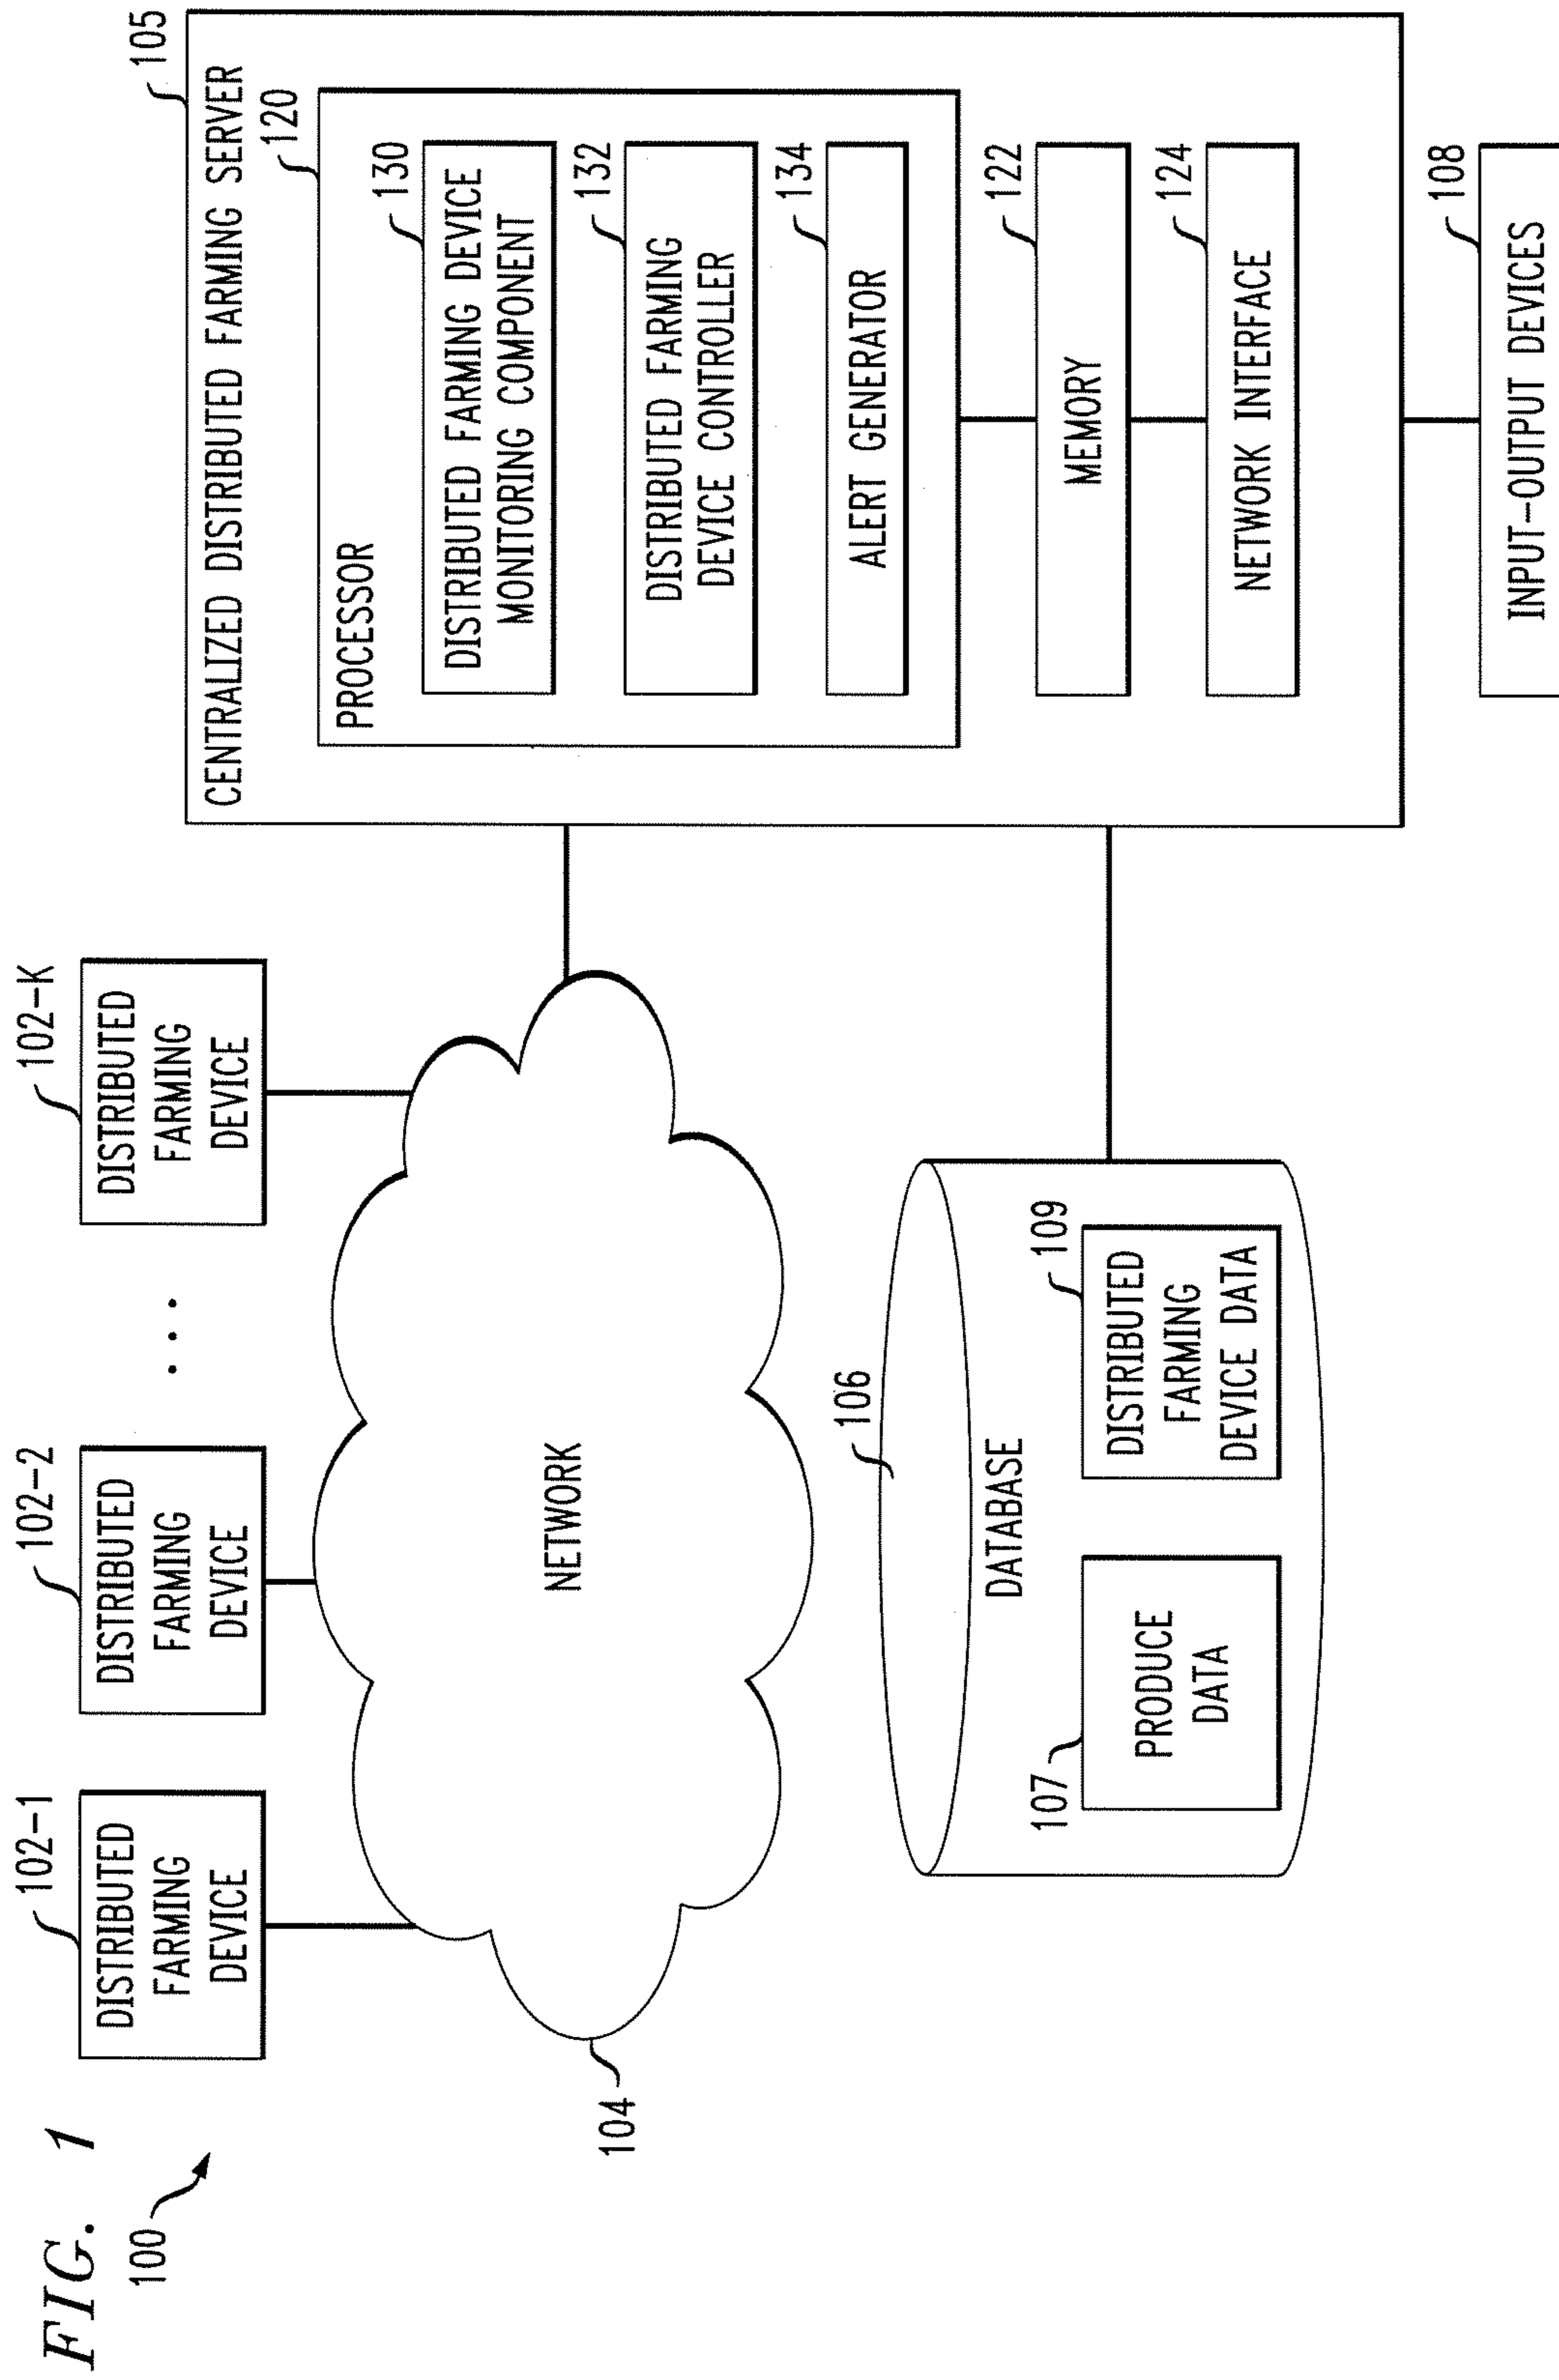 FIG. 1
100
102-1
DISTRIBUTED
FARMING
DEVICE
102-2
DISTRIBUTED
FARMING
DEVICE
...
102-K
DISTRIBUTED
FARMING
DEVICE
104
NETWORK
106
DATABASE
107
PRODUCE
DATA
109
DISTRIBUTED
FARMING
DEVICE DATA
105
CENTRALIZED DISTRIBUTED FARMING SERVER
120
PROCESSOR
130
DISTRIBUTED FARMING DEVICE
MONITORING COMPONENT
132
DISTRIBUTED FARMING
DEVICE CONTROLLER
134
ALERT GENERATOR
122
MEMORY
124
NETWORK INTERFACE
108
INPUT-OUTPUT DEVICES